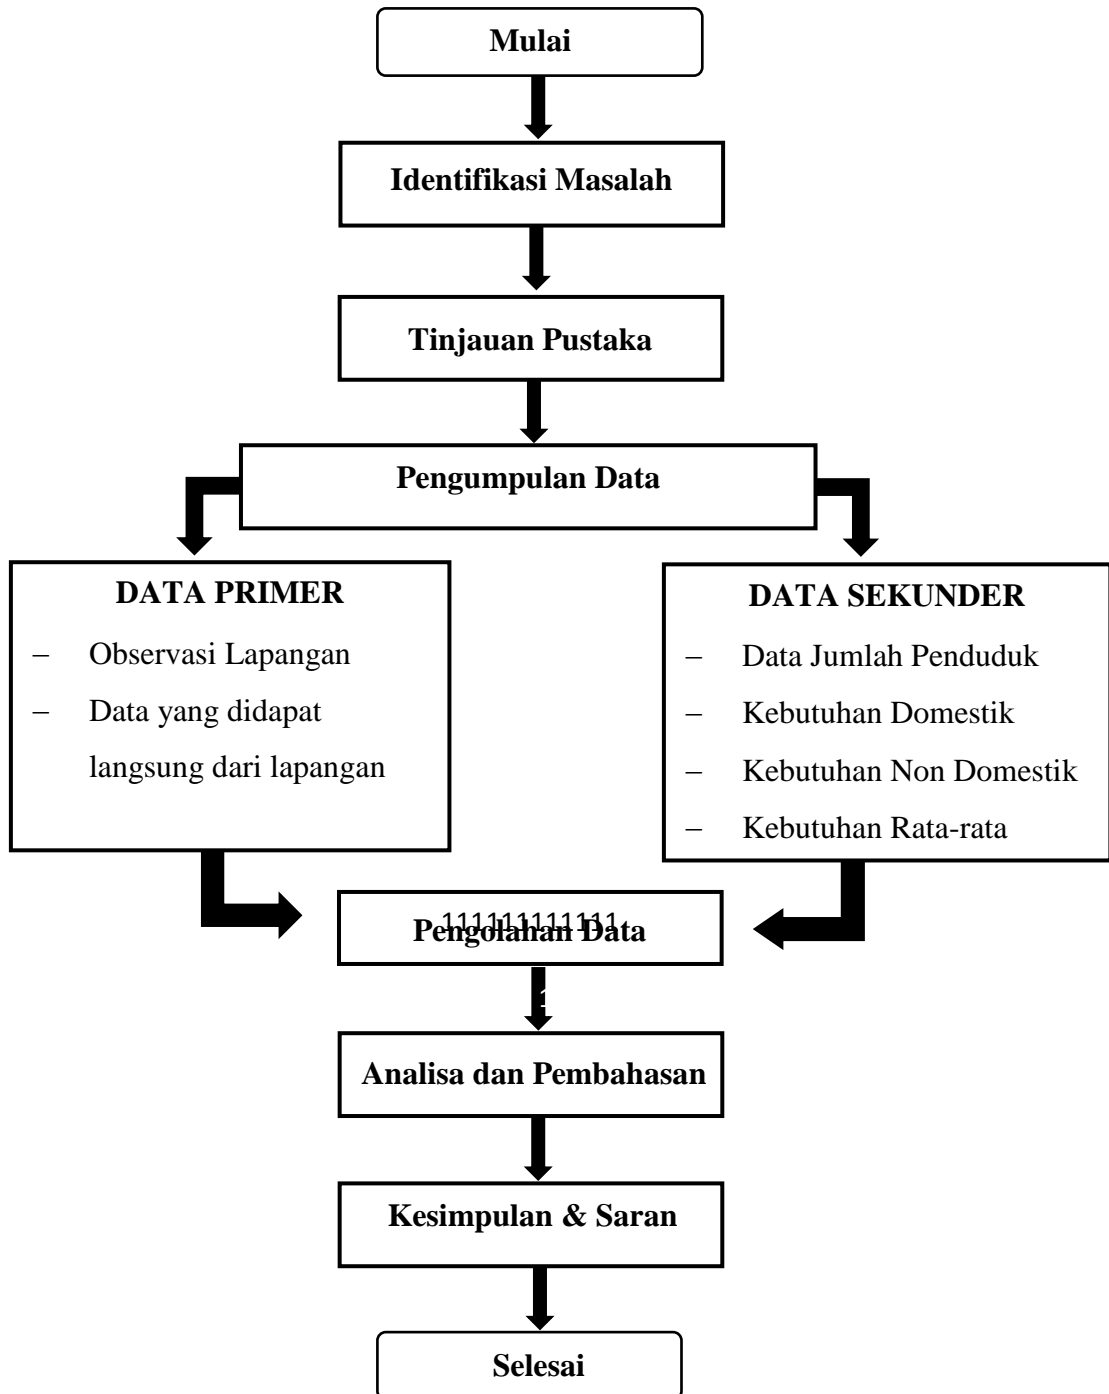 Mulai
Identifikasi Masalah
Tinjauan Pustaka
Pengumpulan Data
DATA PRIMER
– Observasi Lapangan
– Data yang didapat
langsung dari lapangan
DATA SEKUNDER
– Data Jumlah Penduduk
– Kebutuhan Domestik
– Kebutuhan Non Domestik
– Kebutuhan Rata-rata
111111111111
Pengolahan Data
1
Analisa dan Pembahasan
Kesimpulan & Saran
Selesai